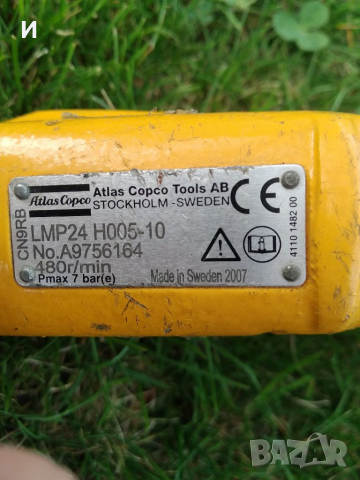 И
Atlas Copco
Atlas Copco Tools AB
STOCKHOLM -SWEDEN
CE
CN9RB
LMP24 H005-10
No.A9756164
480r/min
Pmax 7 bar(e)
Made in Sweden 2007
4110 1482 00
BAZAR